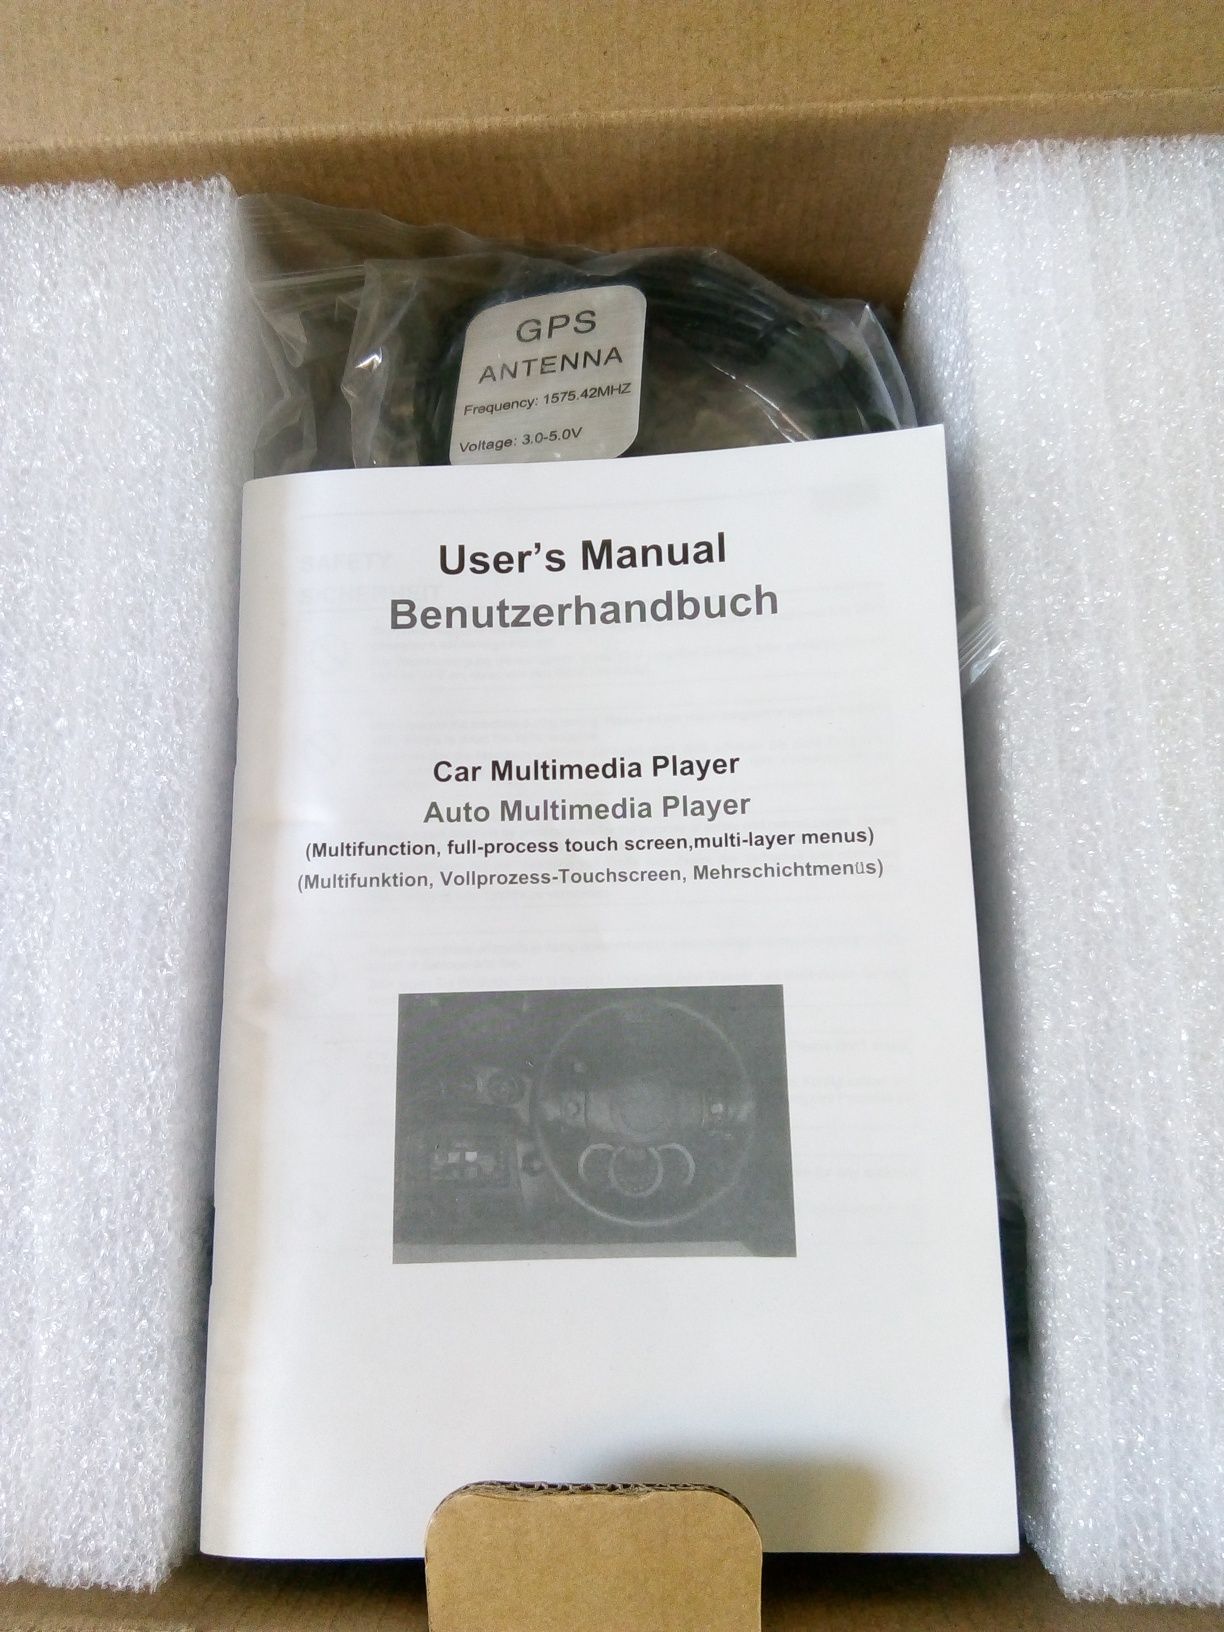 GPS
ANTENNA
Frequency: 1575.42MHZ
Voltage: 3.0-5.0V
User's Manual
Benutzerhandbuch
Car Multimedia Player
Auto Multimedia Player
(Multifunction, full-process touch screen,multi-layer menus)
(Multifunktion, Vollprozess-Touchscreen, Mehrschichtmenüs)
SAFETY